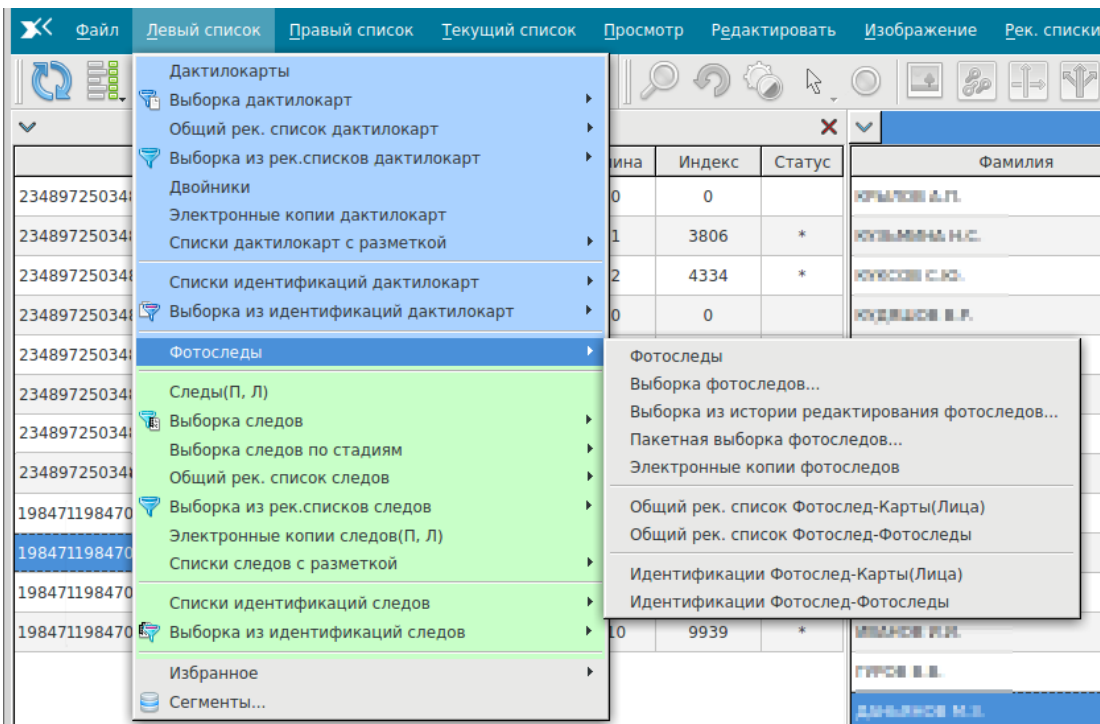 Файл Левый список Правый список Текущий список Просмотр Редактировать Изображение Рек. списки
Дактилокарты
Выборка дактилокарт
Общий рек. список дактилокарт
Выборка из рек.списков дактилокарт
Двойники
Электронные копии дактилокарт
Списки дактилокарт с разметкой
Списки идентификаций дактилокарт
Выборка из идентификаций дактилокарт
Фотоследы
Следы(П, Л)
Выборка следов
Выборка следов по стадиям
Общий рек. список следов
Выборка из рек.списков следов
Электронные копии следов(П, Л)
Списки следов с разметкой
Списки идентификаций следов
Выборка из идентификаций следов
Избранное
Сегменты...
Фотоследы
Выборка фотоследов...
Выборка из истории редактирования фотоследов...
Пакетная выборка фотоследов...
Электронные копии фотоследов
Общий рек. список Фотослед-Карты(Лица)
Общий рек. список Фотослед-Фотоследы
Идентификации Фотослед-Карты(Лица)
Идентификации Фотослед-Фотоследы
Индекс Статус Фамилия
0 0
1 3806 *
2 4334 *
0 0
10 9939 *